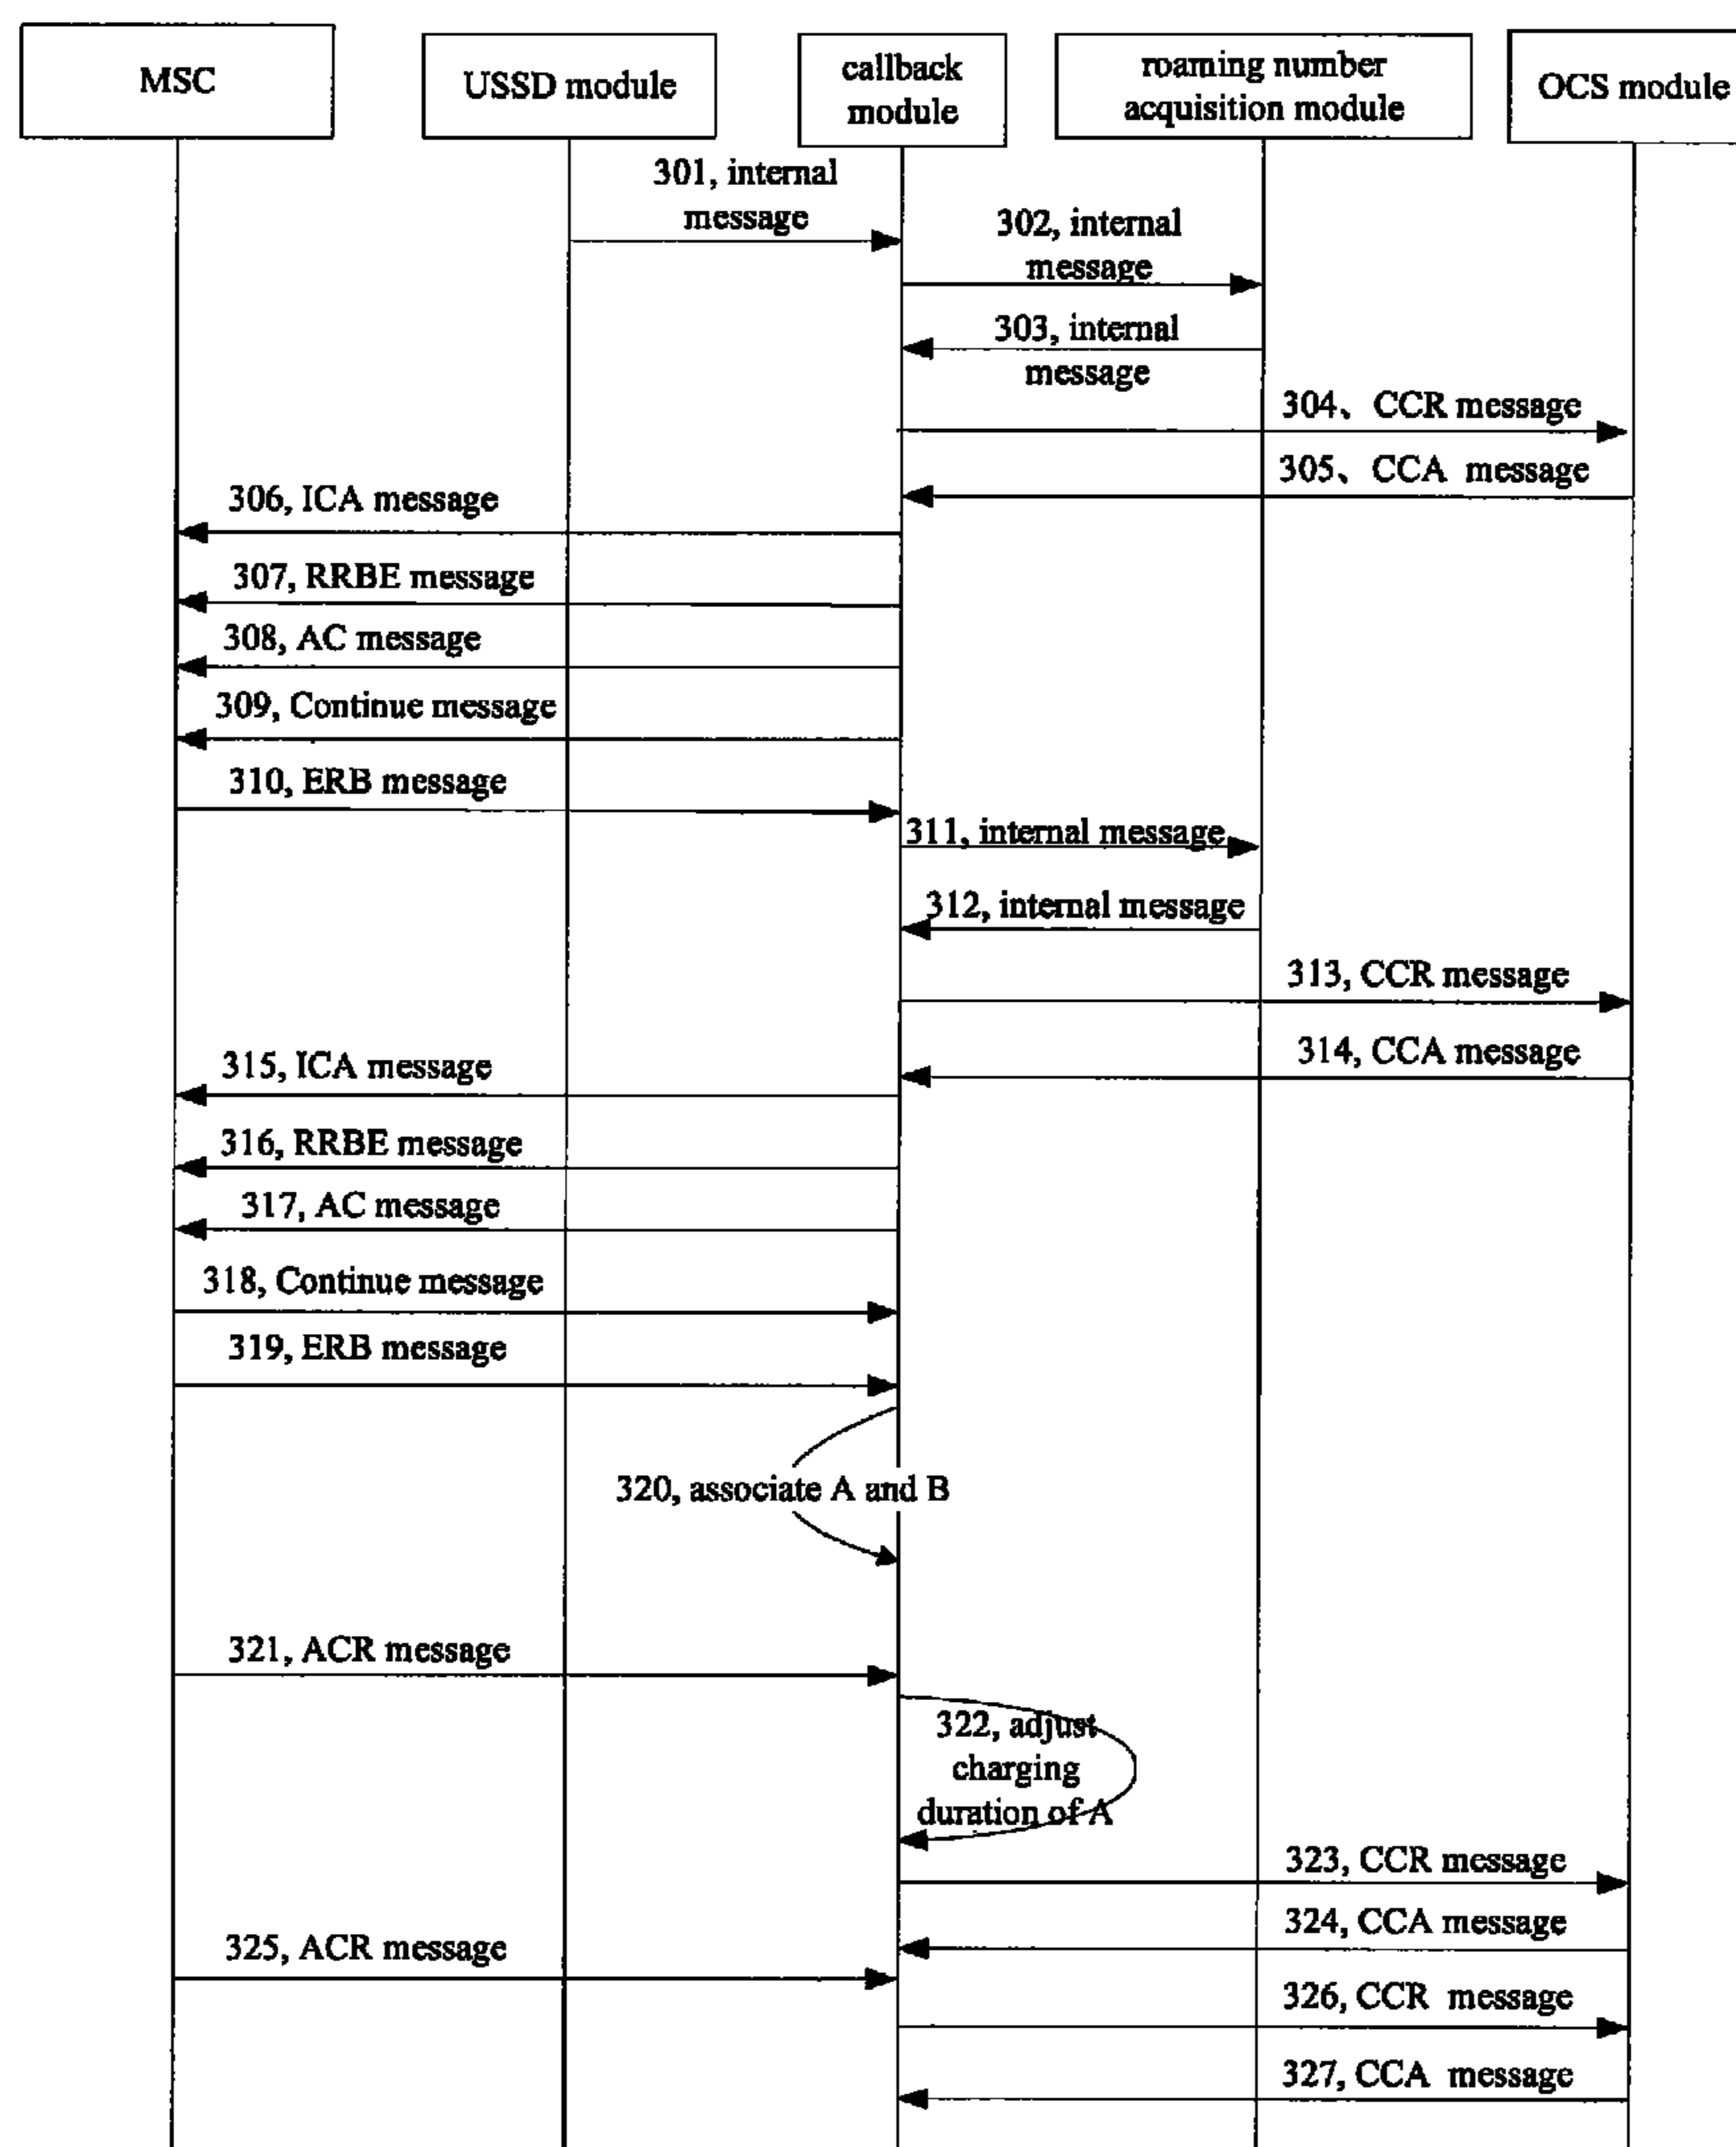 MSC
USSD module
callback
module
roaming number
acquisition module
OCS module
301, internal
message
302, internal
message
303, internal
message
304、 CCR message
305、 CCA message
306, ICA message
307, RRBE message
308, AC message
309, Continue message
310, ERB message
311, internal message
312, internal message
313, CCR message
314, CCA message
315, ICA message
316, RRBE message
317, AC message
318, Continue message
319, ERB message
320, associate A and B
321, ACR message
322, adjust
charging
duration of A
323, CCR message
324, CCA message
325, ACR message
326, CCR message
327, CCA message